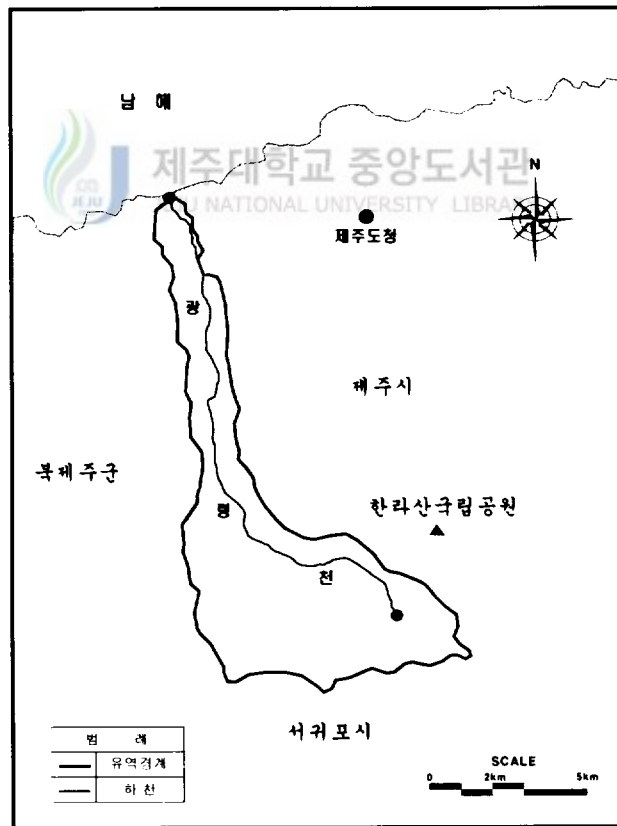 남 해
제주대학교 중앙도서관
JEJU NATIONAL UNIVERSITY LIBRARY
JEJU
N
제주도청
광
제주시
북제주군
한라산국립공원
령
천
서귀포시
범 례
유역경계
하 천
SCALE
0 2km 5km